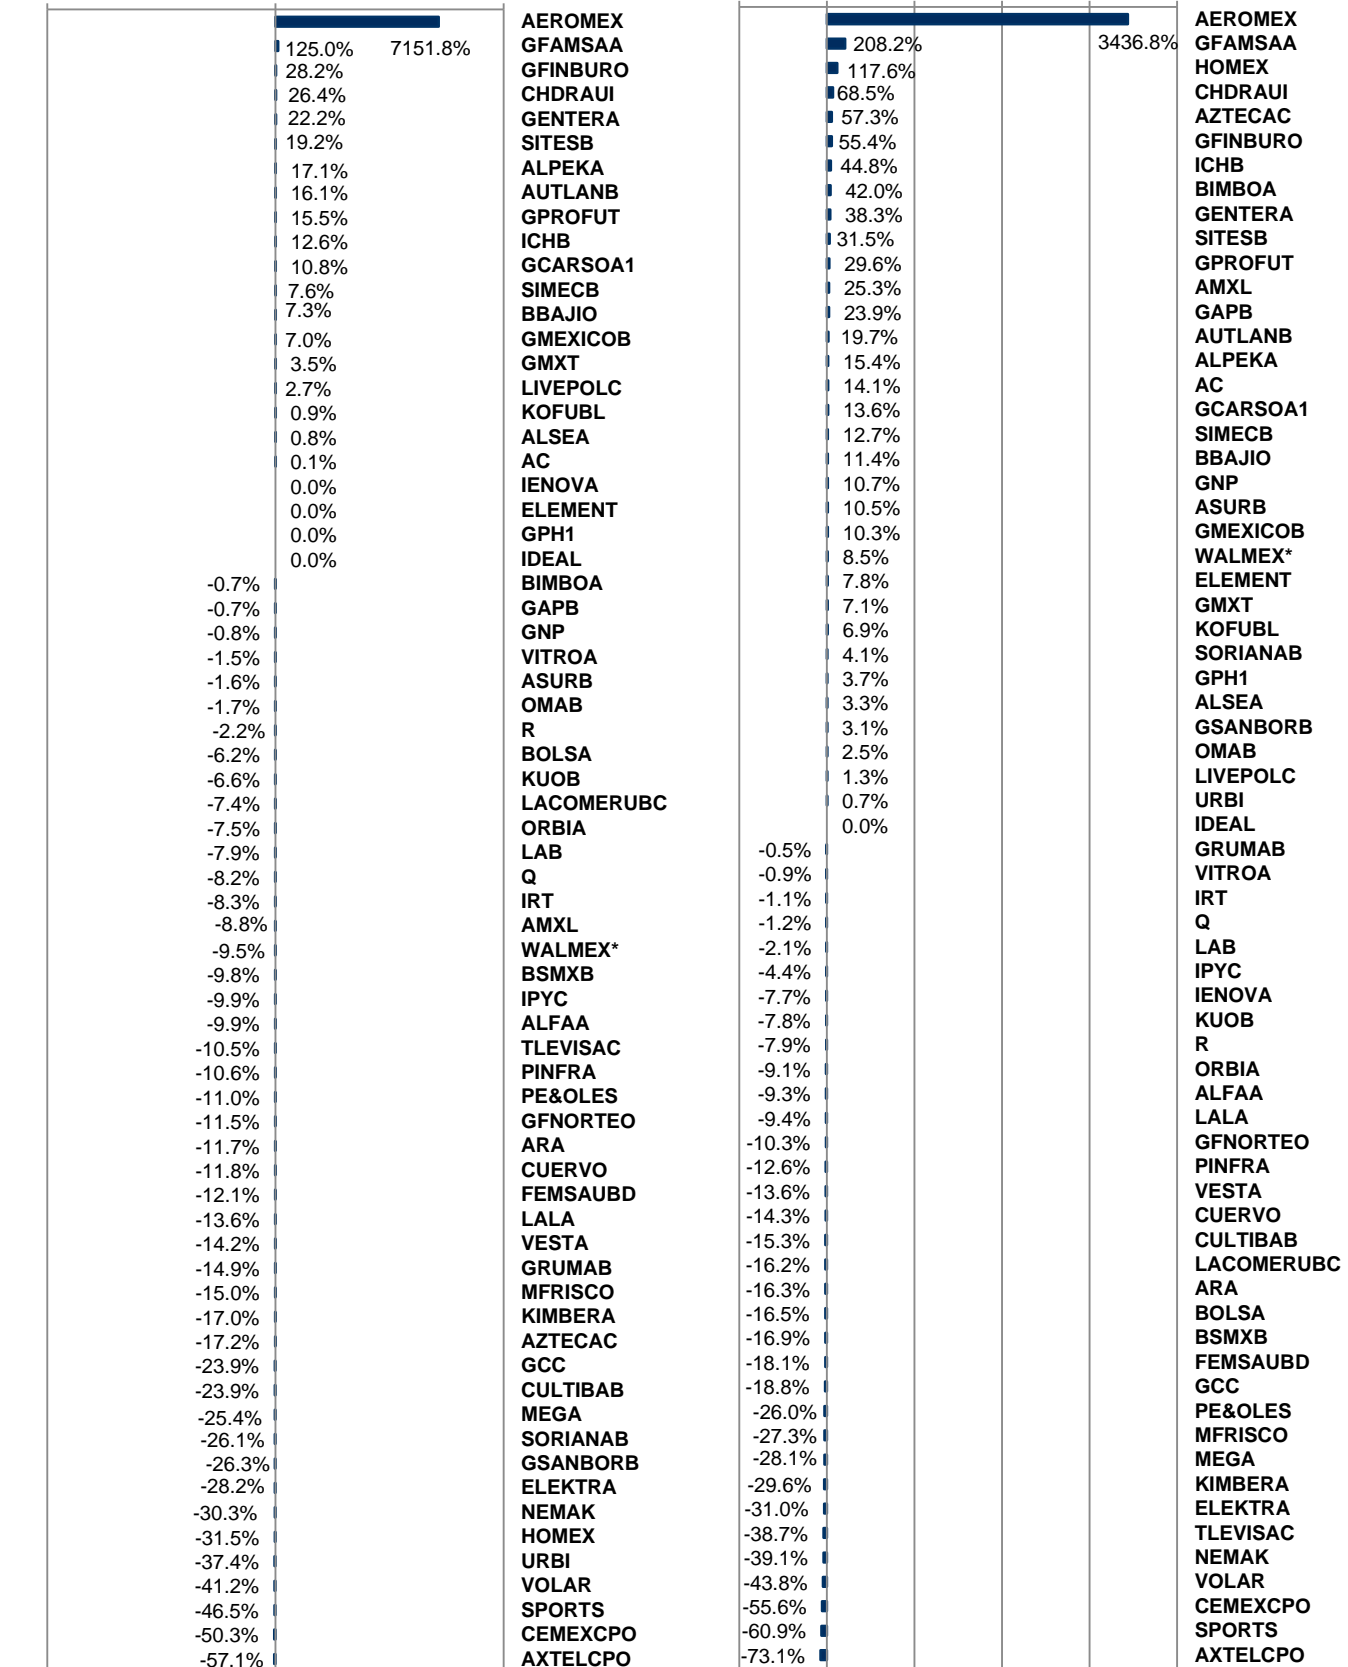 AEROMEX
7151.8%
125.0% GFAMSAA
28.2% GFINBURO
26.4% CHDRAUI
22.2% GENTERA
19.2% SITESB
17.1% ALPEKA
16.1% AUTLANB
15.5% GPROFUT
12.6% ICHB
10.8% GCARSOA1
7.6% SIMECB
7.3% BBAJIO
7.0% GMEXICOB
3.5% GMXT
2.7% LIVEPOLC
0.9% KOFUBL
0.8% ALSEA
0.1% AC
0.0% IENOVA
0.0% ELEMENT
0.0% GPH1
0.0% IDEAL
-0.7% BIMBOA
-0.7% GAPB
-0.8% GNP
-1.5% VITROA
-1.6% ASURB
-1.7% OMAB
-2.2% R
-6.2% BOLSA
-6.6% KUOB
-7.4% LACOMERUBC
-7.5% ORBIA
-7.9% LAB
-8.2% Q
-8.3% IRT
-8.8% AMXL
-9.5% WALMEX*
-9.8% BSMXB
-9.9% IPYC
-9.9% ALFAA
-10.5% TLEVISAC
-10.6% PINFRA
-11.0% PE&OLES
-11.5% GFNORTEO
-11.7% ARA
-11.8% CUERVO
-12.1% FEMSAUBD
-13.6% LALA
-14.2% VESTA
-14.9% GRUMAB
-15.0% MFRISCO
-17.0% KIMBERA
-17.2% AZTECAC
-23.9% GCC
-23.9% CULTIBAB
-25.4% MEGA
-26.1% SORIANAB
-26.3% GSANBORB
-28.2% ELEKTRA
-30.3% NEMAK
-31.5% HOMEX
-37.4% URBI
-41.2% VOLAR
-46.5% SPORTS
-50.3% CEMEXCPO
-57.1% AXTELCPO
AEROMEX
3436.8%
208.2% GFAMSAA
117.6% HOMEX
68.5% CHDRAUI
57.3% AZTECAC
55.4% GFINBURO
44.8% ICHB
42.0% BIMBOA
38.3% GENTERA
31.5% SITESB
29.6% GPROFUT
25.3% AMXL
23.9% GAPB
19.7% AUTLANB
15.4% ALPEKA
14.1% AC
13.6% GCARSOA1
12.7% SIMECB
11.4% BBAJIO
10.7% GNP
10.5% ASURB
10.3% GMEXICOB
8.5% WALMEX*
7.8% ELEMENT
7.1% GMXT
6.9% KOFUBL
4.1% SORIANAB
3.7% GPH1
3.3% ALSEA
3.1% GSANBORB
2.5% OMAB
1.3% LIVEPOLC
0.7% URBI
0.0% IDEAL
-0.5% GRUMAB
-0.9% VITROA
-1.1% IRT
-1.2% Q
-2.1% LAB
-4.4% IPYC
-7.7% IENOVA
-7.8% KUOB
-7.9% R
-9.1% ORBIA
-9.3% ALFAA
-9.4% LALA
-10.3% GFNORTEO
-12.6% PINFRA
-13.6% VESTA
-14.3% CUERVO
-15.3% CULTIBAB
-16.2% LACOMERUBC
-16.3% ARA
-16.5% BOLSA
-16.9% BSMXB
-18.1% FEMSAUBD
-18.8% GCC
-26.0% PE&OLES
-27.3% MFRISCO
-28.1% MEGA
-29.6% KIMBERA
-31.0% ELEKTRA
-38.7% TLEVISAC
-39.1% NEMAK
-43.8% VOLAR
-55.6% CEMEXCPO
-60.9% SPORTS
-73.1% AXTELCPO